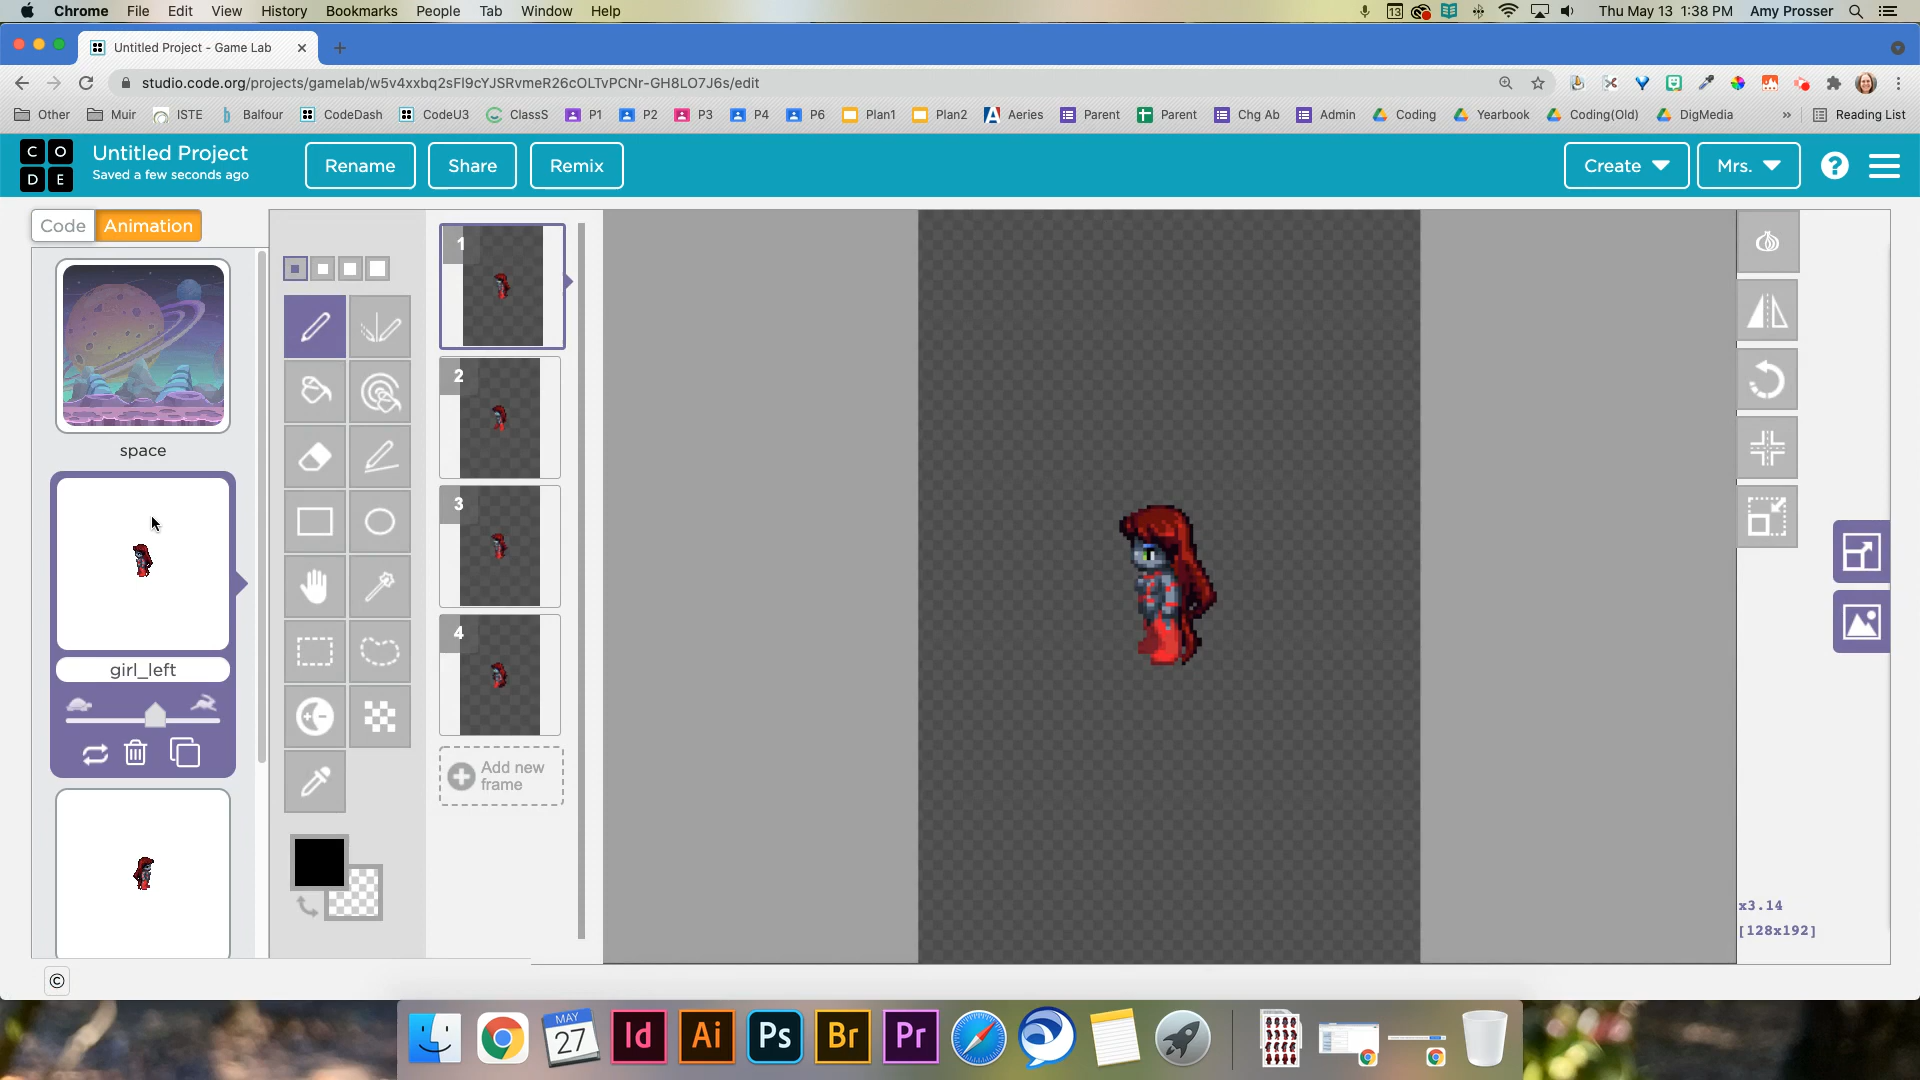 Chrome File Edit View History Bookmarks People Tab Window Help 13 Thu May 13 1:38 PM Amy Prosser
Untitled Project - Game Lab
studio.code.org/projects/gamelab/w5v4xxbq2sFI9cYJSRvmeR26cOLTvPCNr-GH8LO7J6s/edit
Other Muir ISTE Balfour CodeDash CodeU3 ClassS P1 P2 P3 P4 P6 Plan1 Plan2 Aeries Parent Parent Chg Ab Admin Coding Yearbook Coding(Old) DigMedia » Reading List
C O D E
Untitled Project
Saved a few seconds ago
Rename Share Remix Create Mrs. ?
Code Animation
space
girl_left
1
2
3
4
Add new
frame
x3.14
[128x192]
©
MAY
27
Id Ai Ps Br Pr